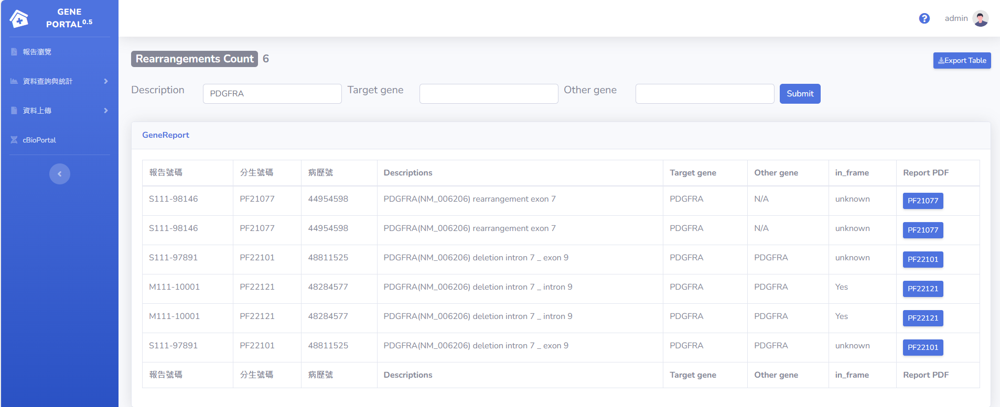 GENE
PORTAL0.5
admin
報告瀏覽
資料查詢與統計
資料上傳
cBioPortal
Rearrangements Count 6
Export Table
Description PDGFRA Target gene Other gene Submit
GeneReport
報告號碼 分生號碼 病歷號 Descriptions Target gene Other gene in_frame Report PDF
S111-98146 PF21077 44954598 PDGFRA(NM_006206) rearrangement exon 7 PDGFRA N/A unknown PF21077
S111-98146 PF21077 44954598 PDGFRA(NM_006206) rearrangement exon 7 PDGFRA N/A unknown PF21077
S111-97891 PF22101 48811525 PDGFRA(NM_006206) deletion intron 7 _ exon 9 PDGFRA PDGFRA unknown PF22101
M111-10001 PF22121 48284577 PDGFRA(NM_006206) deletion intron 7 _ intron 9 PDGFRA PDGFRA Yes PF22121
M111-10001 PF22121 48284577 PDGFRA(NM_006206) deletion intron 7 _ intron 9 PDGFRA PDGFRA Yes PF22121
S111-97891 PF22101 48811525 PDGFRA(NM_006206) deletion intron 7 _ exon 9 PDGFRA PDGFRA unknown PF22101
報告號碼 分生號碼 病歷號 Descriptions Target gene Other gene in_frame Report PDF